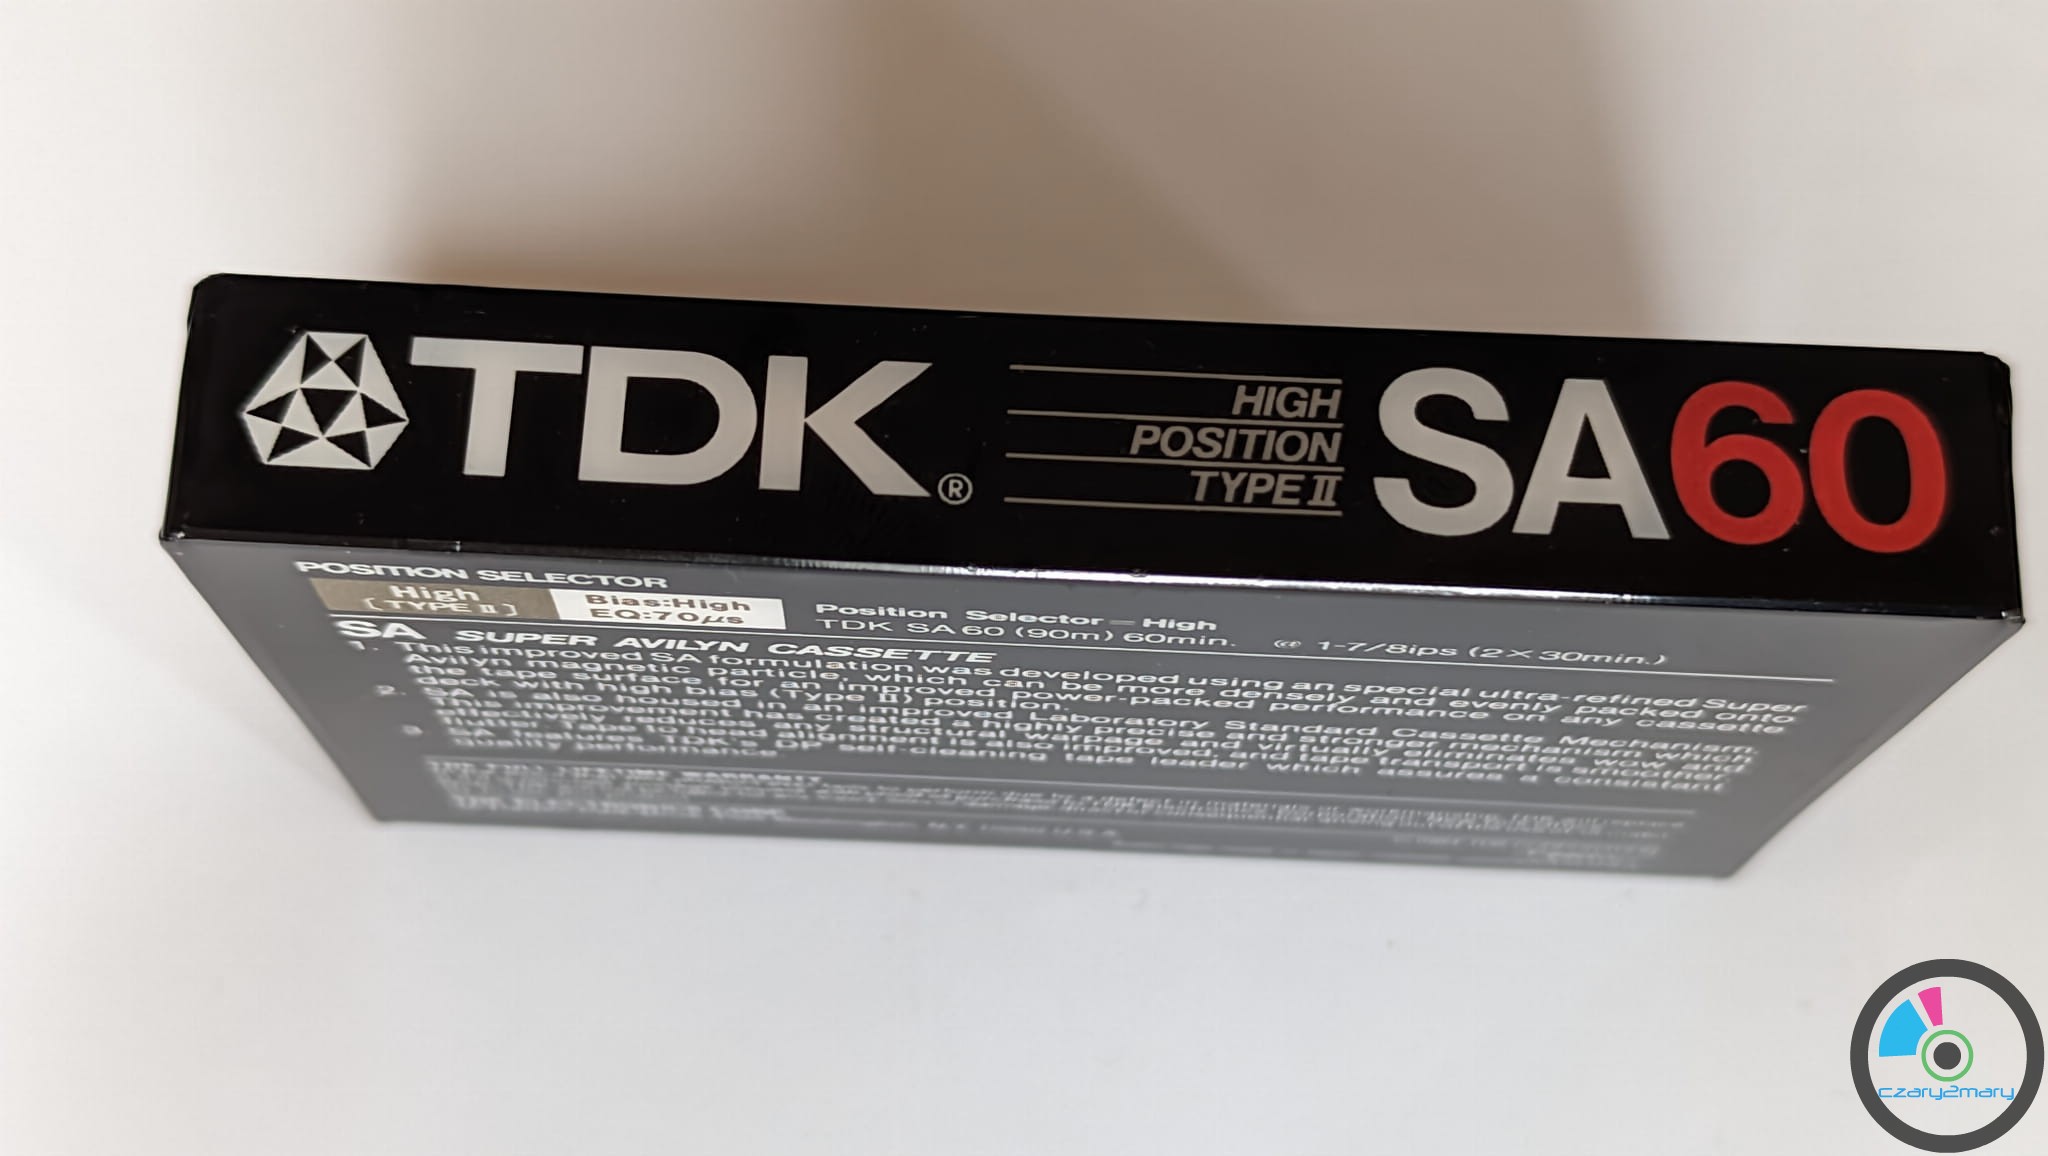 TDK®
HIGH
POSITION
TYPE II
SA60
POSITION SELECTOR
High
[TYPE II]
Bias:High
EQ:70μs
Position Selector—High
TDK SA 60 (90m) 60min. @ 1-7/8ips (2×30min.)
SA SUPER AVILYN CASSETTE
1. This improved SA formulation was developed using an special ultra-refined Super
Avilyn magnetic particle, which can be more densely and evenly packed onto
the tape surface for an improved power-packed performance on any cassette
deck with high bias (Type II) position.
2. SA is also housed in an improved Laboratory Standard Cassette Mechanism.
This improvement has created a highly precise and stronger mechanism which
effectively reduces any structural warpage and virtually eliminates wow and
flutter. Tape to head alignment is also improved, and tape transport is smoother.
3. SA features TDK's DP self-cleaning tape leader which assures a consistant
quality performance.
WARRANTY
czary2mary